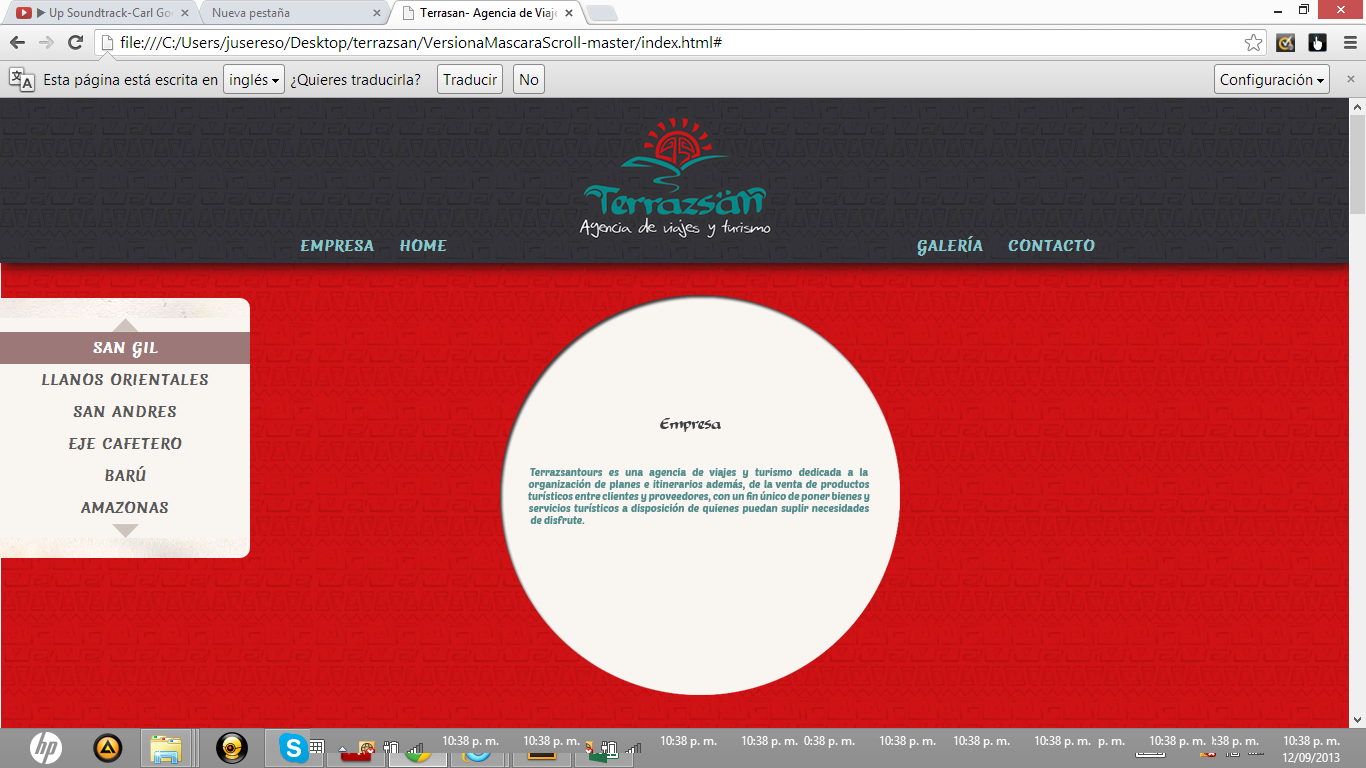 ▶ Up Soundtrack-Carl Go
Nueva pestaña
Terrasan- Agencia de Viaj
file:///C:/Users/jusereso/Desktop/terrazsan/VersionaMascaraScroll-master/index.html#
Esta página está escrita en inglés ¿Quieres traducirla? Traducir No Configuración
Terrazsän
Agencia de viajes y turismo
EMPRESA HOME GALERÍA CONTACTO
SAN GIL
LLANOS ORIENTALES
SAN ANDRES
EJE CAFETERO
BARÚ
AMAZONAS
Empresa
Terrazsantours es una agencia de viajes y turismo dedicada a la
organización de planes e itinerarios además, de la venta de productos
turísticos entre clientes y proveedores, con un fin único de poner bienes y
servicios turísticos a disposición de quienes puedan suplir necesidades
de disfrute.
hp
10:38 p. m. 10:38 p. m. 10:38 p. m. 10:38 p. m. 0:38 p. m. 10:38 p. m. 10:38 p. m. 10:38 p. m. p. m. 10:38 p. m. :38 p. m. 10:38 p. m.
12/09/2013